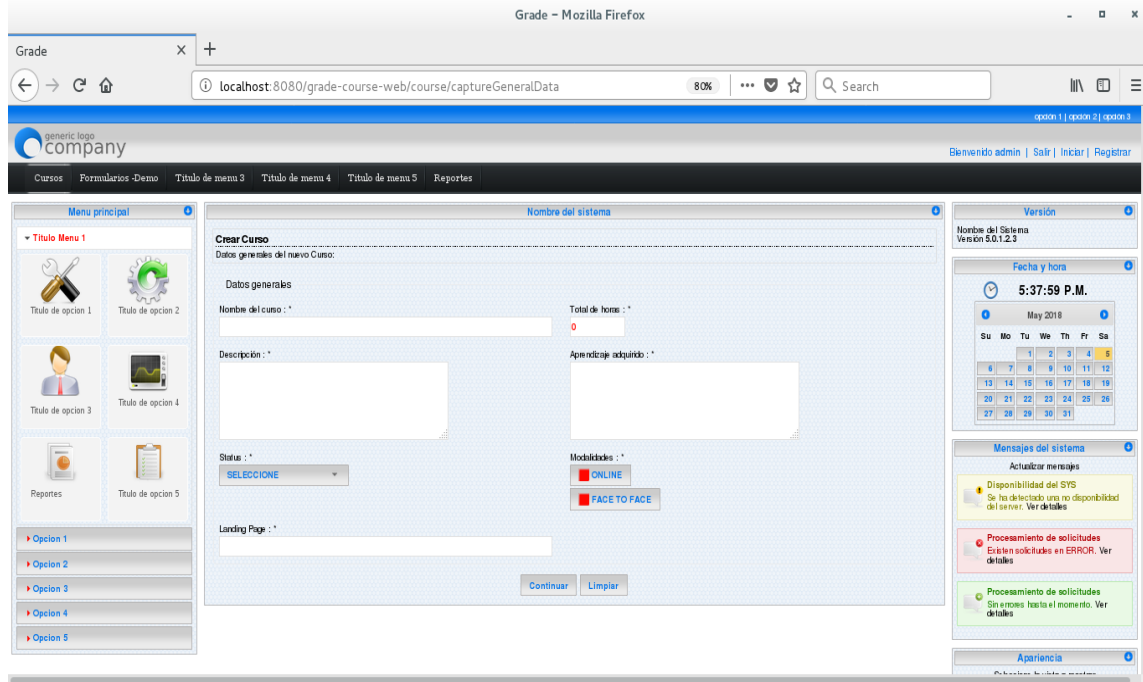 Grade - Mozilla Firefox
Grade
localhost:8080/grade-course-web/course/captureGeneralData
80%
Search
opción 1 | opción 2 | opción 3
generic logo
company
Bienvenido admin | Salir | Iniciar | Registrar
Cursos Formularios -Demo Titulo de menu 3 Titulo de menu 4 Titulo de menu 5 Reportes
Menu principal
Titulo Menu 1
Titulo de opcion 1
Titulo de opcion 2
Titulo de opcion 3
Titulo de opcion 4
Reportes
Titulo de opcion 5
Opcion 1
Opcion 2
Opcion 3
Opcion 4
Opcion 5
Nombre del sistema
Crear Curso
Datos generales del nuevo Curso:
Datos generales
Nombre del curso : *
Total de horas : *
0
Descripción : *
Aprendizaje adquirido : *
Status : *
SELECCIONE
Modalidades : *
ONLINE
FACE TO FACE
Landing Page : *
Continuar
Limpiar
Versión
Nombre del Sistema
Versión 5.0.1.2.3
Fecha y hora
5:37:59 P.M.
May 2018
Su Mo Tu We Th Fr Sa
1 2 3 4 5
6 7 8 9 10 11 12
13 14 15 16 17 18 19
20 21 22 23 24 25 26
27 28 29 30 31
Mensajes del sistema
Actualizar mensajes
Disponibilidad del SYS
Se ha detectado una no disponibilidad
del server. Ver detalles
Procesamiento de solicitudes
Existen solicitudes en ERROR. Ver
detalles
Procesamiento de solicitudes
Sin errores hasta el momento. Ver
detalles
Apariencia